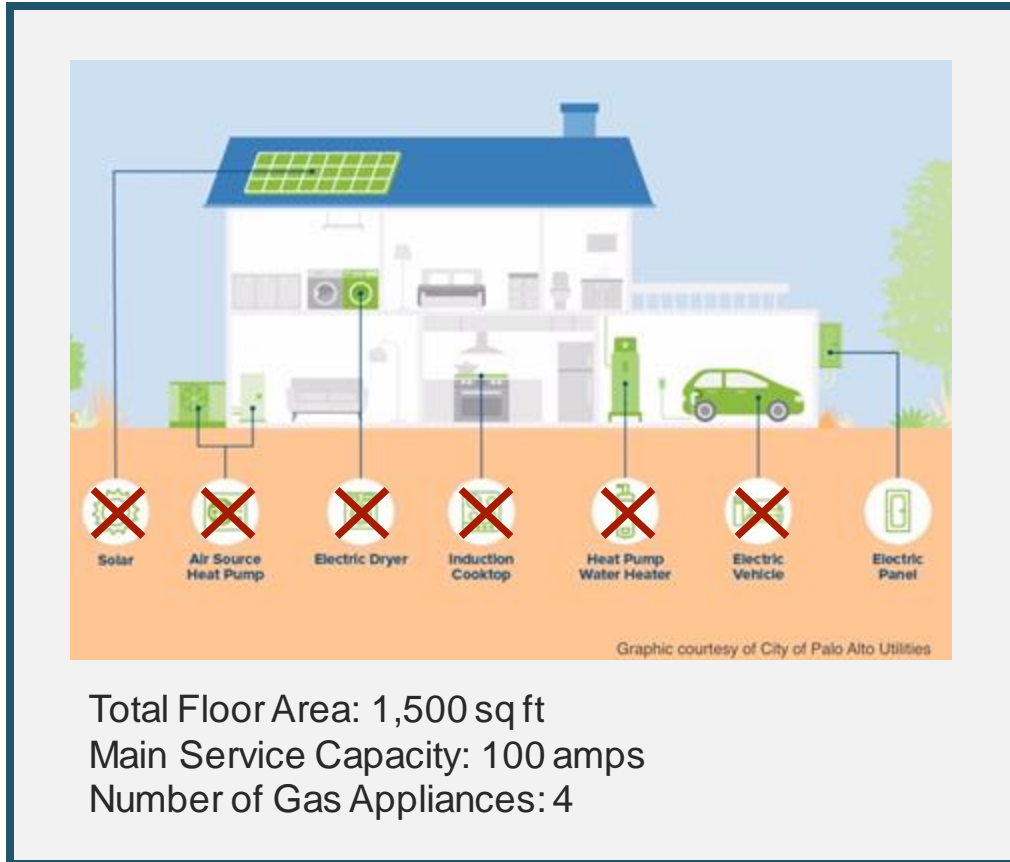 Solar
Air Source
Heat Pump
Electric Dryer
Induction
Cooktop
Heat Pump
Water Heater
Electric
Vehicle
Electric
Panel
Graphic courtesy of City of Palo Alto Utilities
Total Floor Area: 1,500 sq ft
Main Service Capacity: 100 amps
Number of Gas Appliances: 4